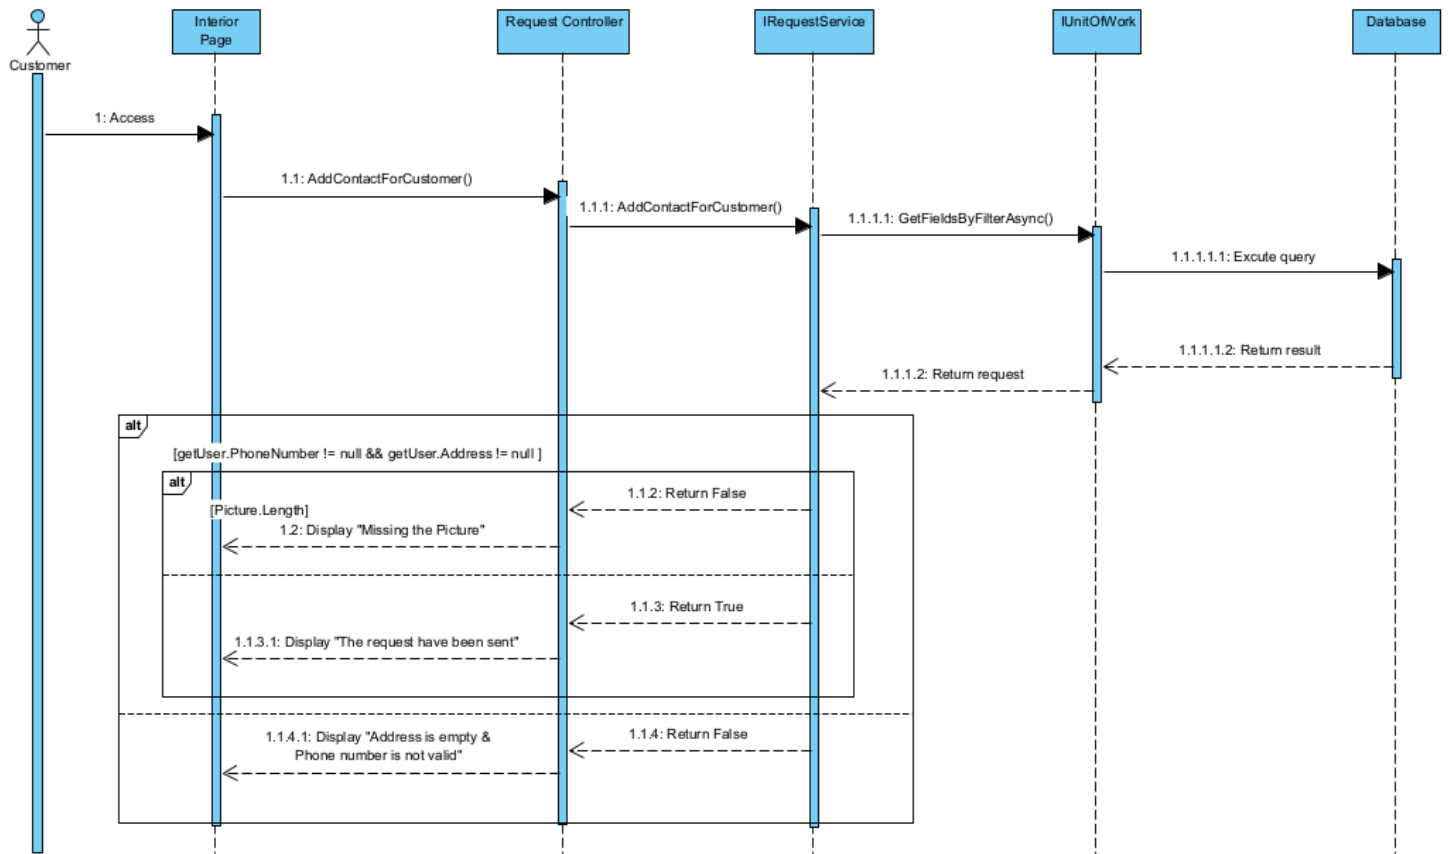 Interior
Page
Request Controller
IRequestService
IUnitOfWork
Database
Customer
1: Access
1.1: AddContactForCustomer()
1.1.1: AddContactForCustomer()
1.1.1.1: GetFieldsByFilterAsync()
1.1.1.1.1: Excute query
1.1.1.1.2: Return result
1.1.1.2: Return request
alt
[getUser.PhoneNumber != null && getUser.Address != null ]
alt
1.1.2: Return False
[Picture.Length]
1.2: Display "Missing the Picture"
1.1.3: Return True
1.1.3.1: Display "The request have been sent"
1.1.4: Return False
1.1.4.1: Display "Address is empty &
Phone number is not valid"